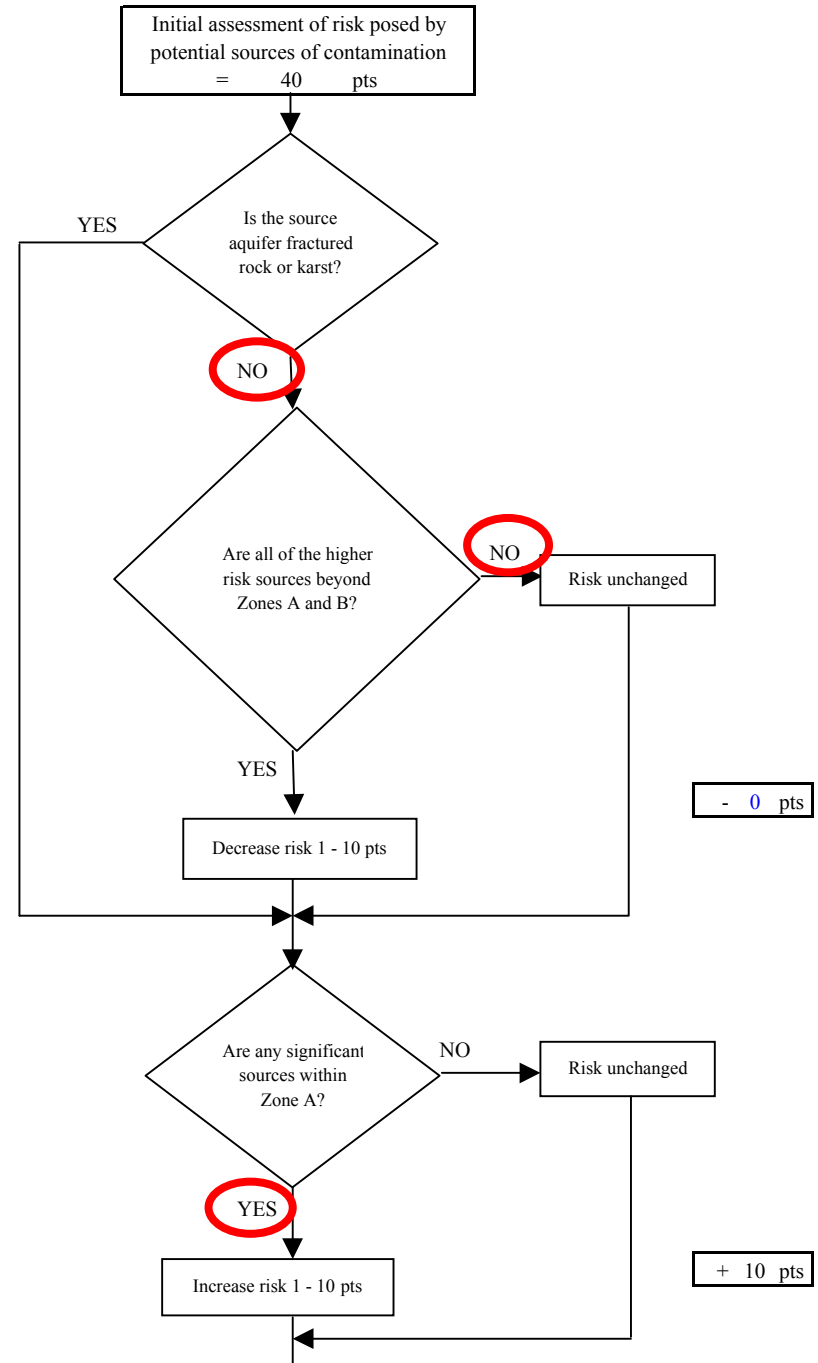 Initial assessment of risk posed by
potential sources of contamination
= 40 pts
YES
Is the source
aquifer fractured
rock or karst?
NO
Are all of the higher
risk sources beyond
Zones A and B?
NO
Risk unchanged
YES
- 0 pts
Decrease risk 1 - 10 pts
Are any significant
sources within
Zone A?
NO
Risk unchanged
YES
+ 10 pts
Increase risk 1 - 10 pts